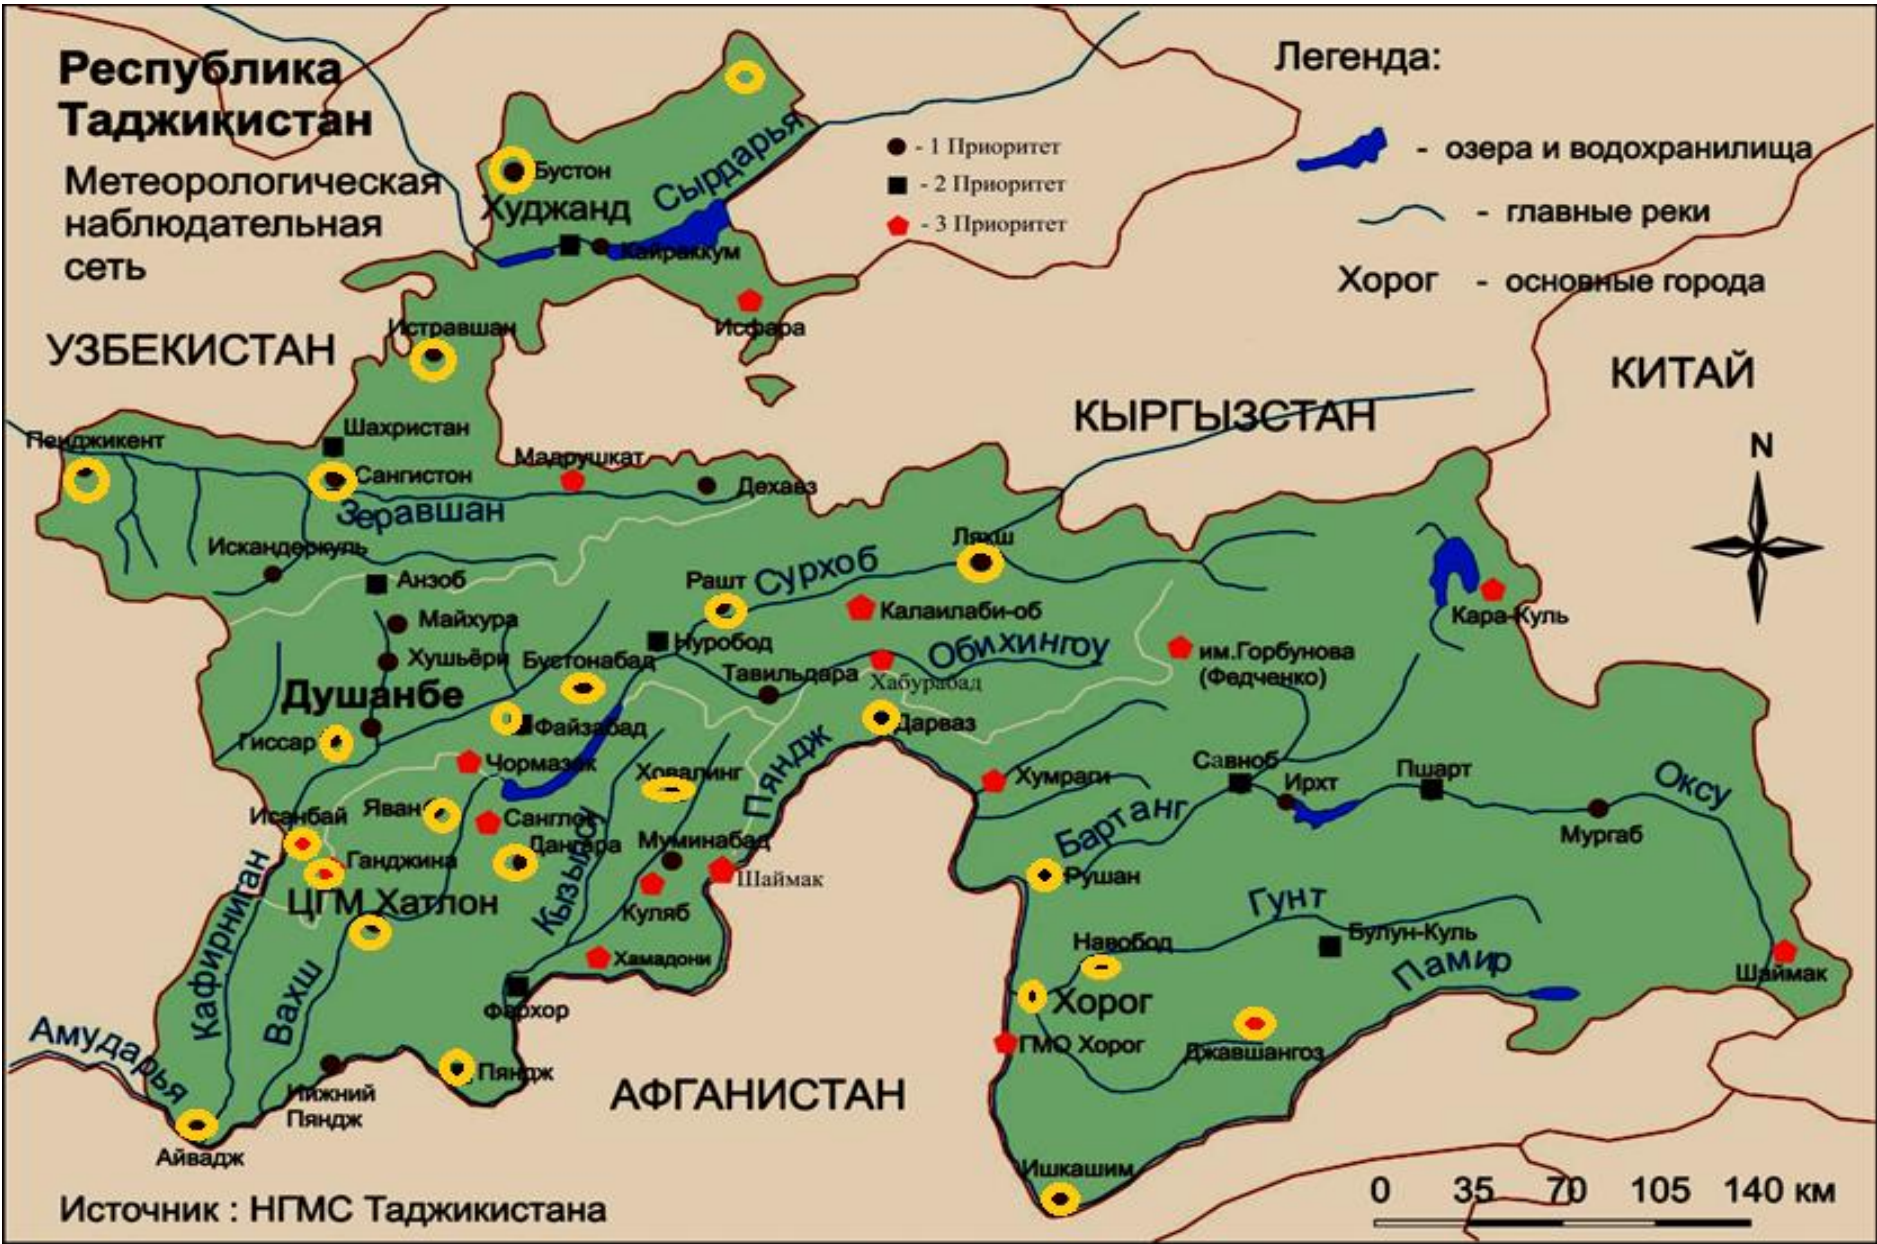 Республика
Таджикистан
Метеорологическая
наблюдательная
сеть
Легенда:
- 1 Приоритет
- 2 Приоритет
- 3 Приоритет
- озера и водохранилища
- главные реки
Хорог - основные города
УЗБЕКИСТАН
КЫРГЫЗСТАН
КИТАЙ
АФГАНИСТАН
N
Бустон
Худжанд
Сырдарья
Кайраккум
Исфара
Истравшан
Шахристан
Пенджикент
Сангистон
Мадрушкат
Дехавз
Зеравшан
Искандеркуль
Анзоб
Майхура
Хушьёри
Бустонабад
Душанбе
Гиссар
Файзабад
Рашт
Сурхоб
Ляхш
Калаилаби-об
Нуробод
Тавильдара
Обихингоу
Хабурабад
Дарваз
им.Горбунова
(Федченко)
Кара-Куль
Чормазак
Ховалинг
Пяндж
Исанбай
Яван
Санглок
Дангара
Муминабад
Ганджина
ЦГМ Хатлон
Кызылсу
Куляб
Шаймак
Хамадони
Фархор
Кафирниган
Вахш
Амударья
Айвадж
Нижний
Пяндж
Пяндж
Хумраги
Савноб
Ирхт
Пшарт
Бартанг
Мургаб
Оксу
Рушан
Гунт
Навобод
Булун-Куль
Памир
Шаймак
Хорог
ГМО Хорог
Джавшангоз
Ишкашим
0 35 70 105 140 км
Источник : НГМС Таджикистана